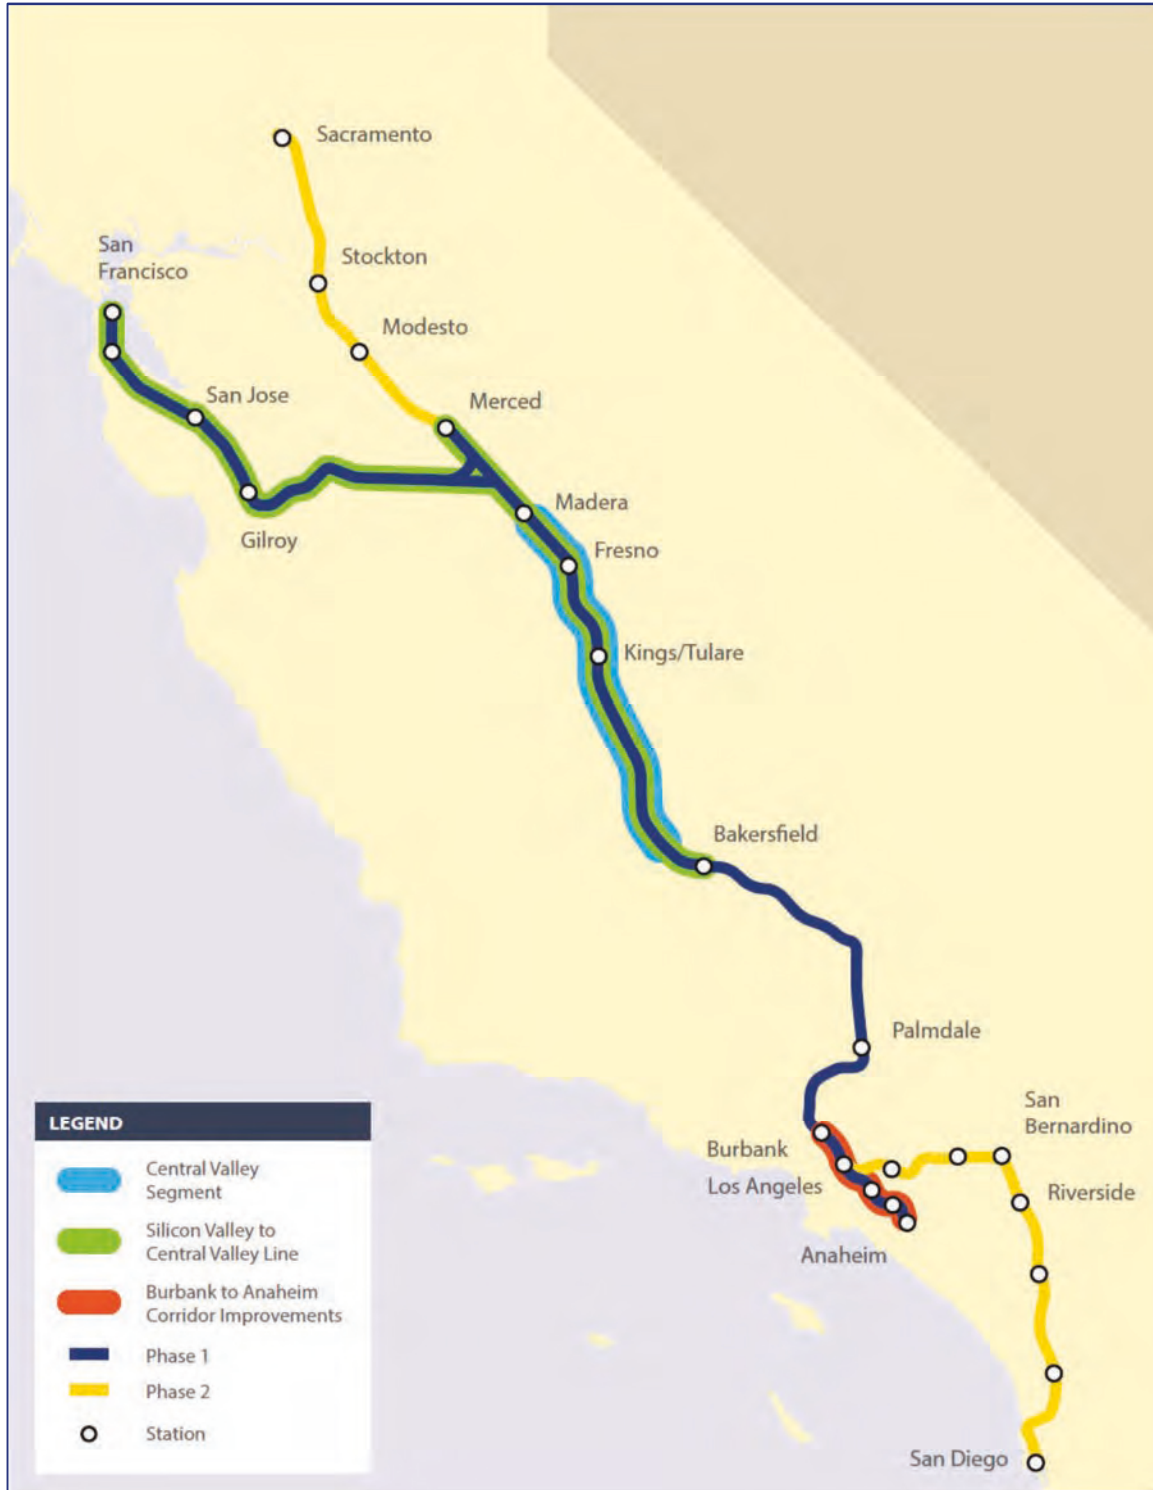 Sacramento
San
Francisco
Stockton
Modesto
San Jose
Merced
Gilroy
Madera
Fresno
Kings/Tulare
Bakersfield
Palmdale
San
Bernardino
Burbank
Los Angeles
Riverside
Anaheim
San Diego
LEGEND
Central Valley
Segment
Silicon Valley to
Central Valley Line
Burbank to Anaheim
Corridor Improvements
Phase 1
Phase 2
Station